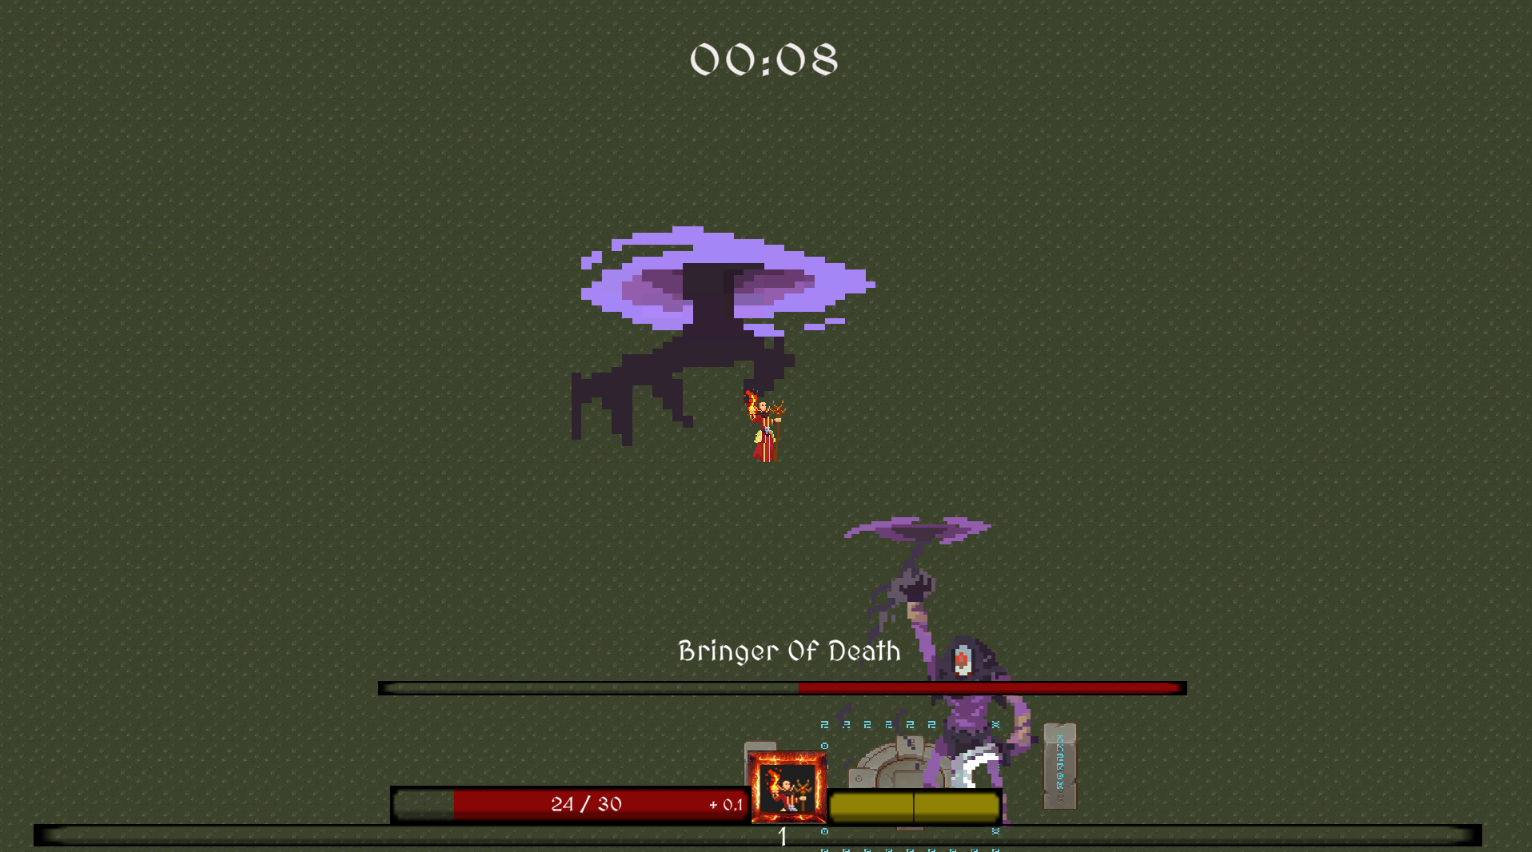 00:08
Bringer Of Death
24 / 30
+ 0.1
1